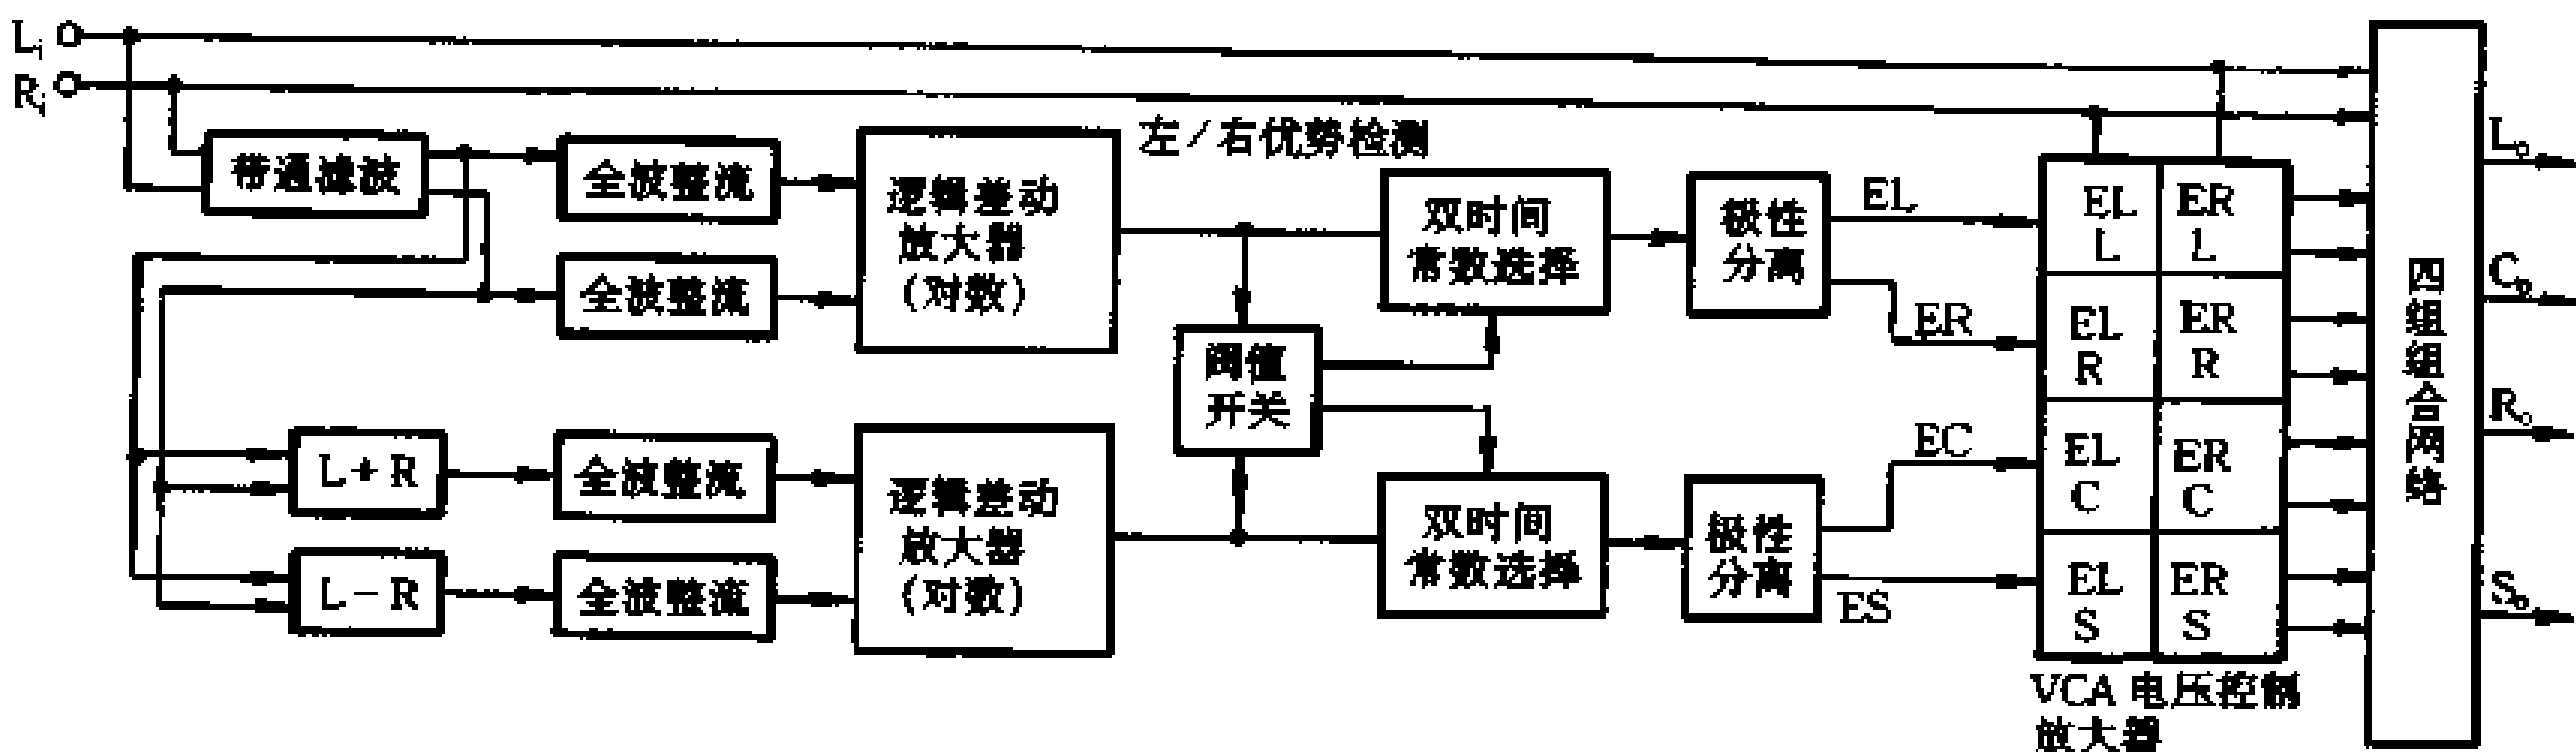 Li
Ri
带通滤波
全波整流
全波整流
逻辑差动
放大器
(对数)
左/右优势检测
双时间
常数选择
极性
分离
EL
ER
阈值
开关
L+R
L-R
全波整流
全波整流
逻辑差动
放大器
(对数)
双时间
常数选择
极性
分离
EC
ES
EL
L
ER
L
EL
R
ER
R
EL
C
ER
C
EL
S
ER
S
VCA 电压控制
放大器
四组组合网络
Lo
Co
Ro
So